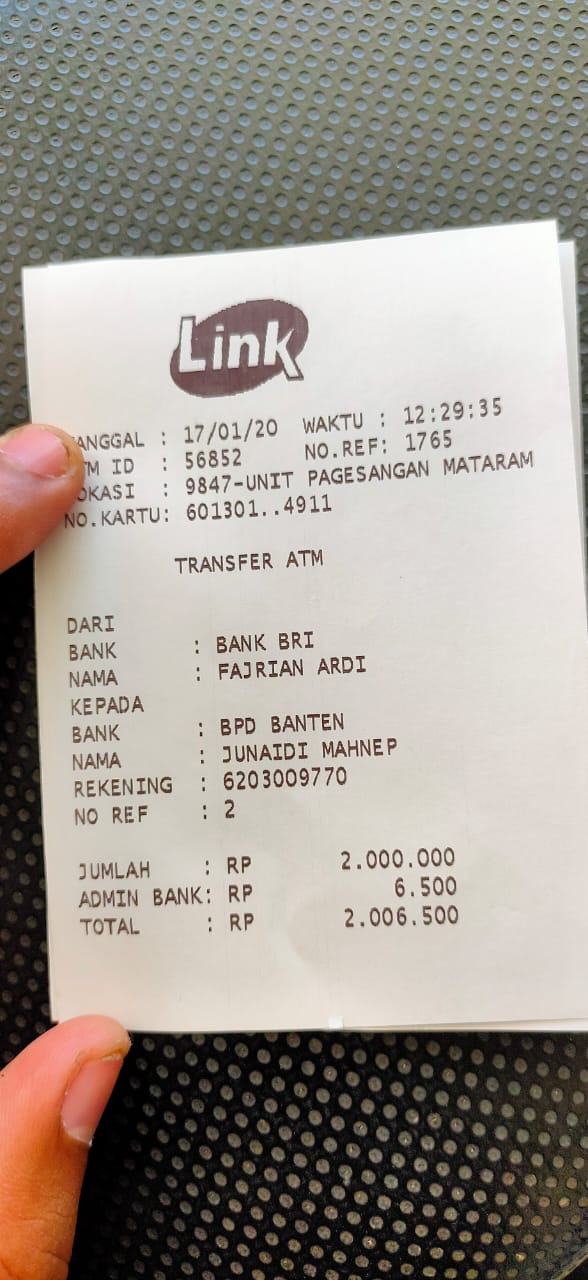 Link
TANGGAL : 17/01/20 WAKTU : 12:29:35
ATM ID : 56852 NO.REF: 1765
LOKASI : 9847-UNIT PAGESANGAN MATARAM
NO.KARTU: 601301..4911
TRANSFER ATM
DARI
BANK : BANK BRI
NAMA : FAJRIAN ARDI
KEPADA
BANK : BPD BANTEN
NAMA : JUNAIDI MAHNEP
REKENING : 6203009770
NO REF : 2
JUMLAH : RP 2.000.000
ADMIN BANK: RP 6.500
TOTAL : RP 2.006.500